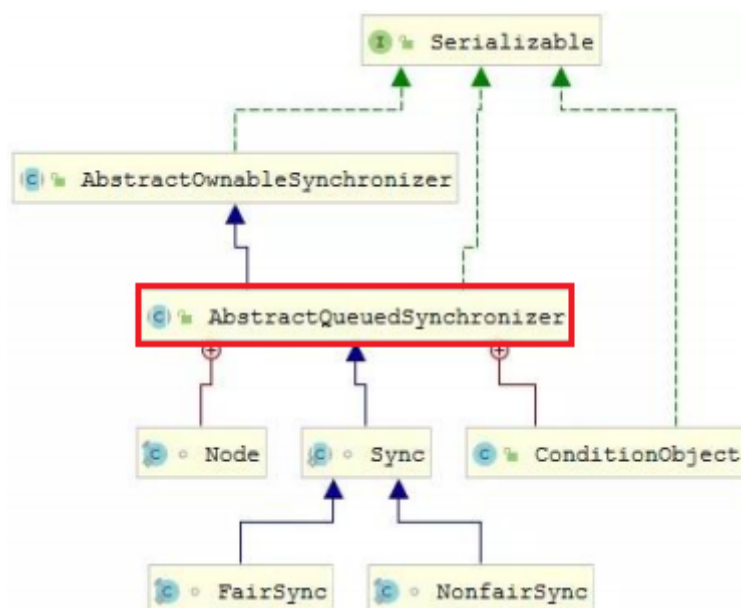 Serializable
AbstractOwnableSynchronizer
AbstractQueuedSynchronizer
Node
Sync
ConditionObject
FairSync
NonfairSync